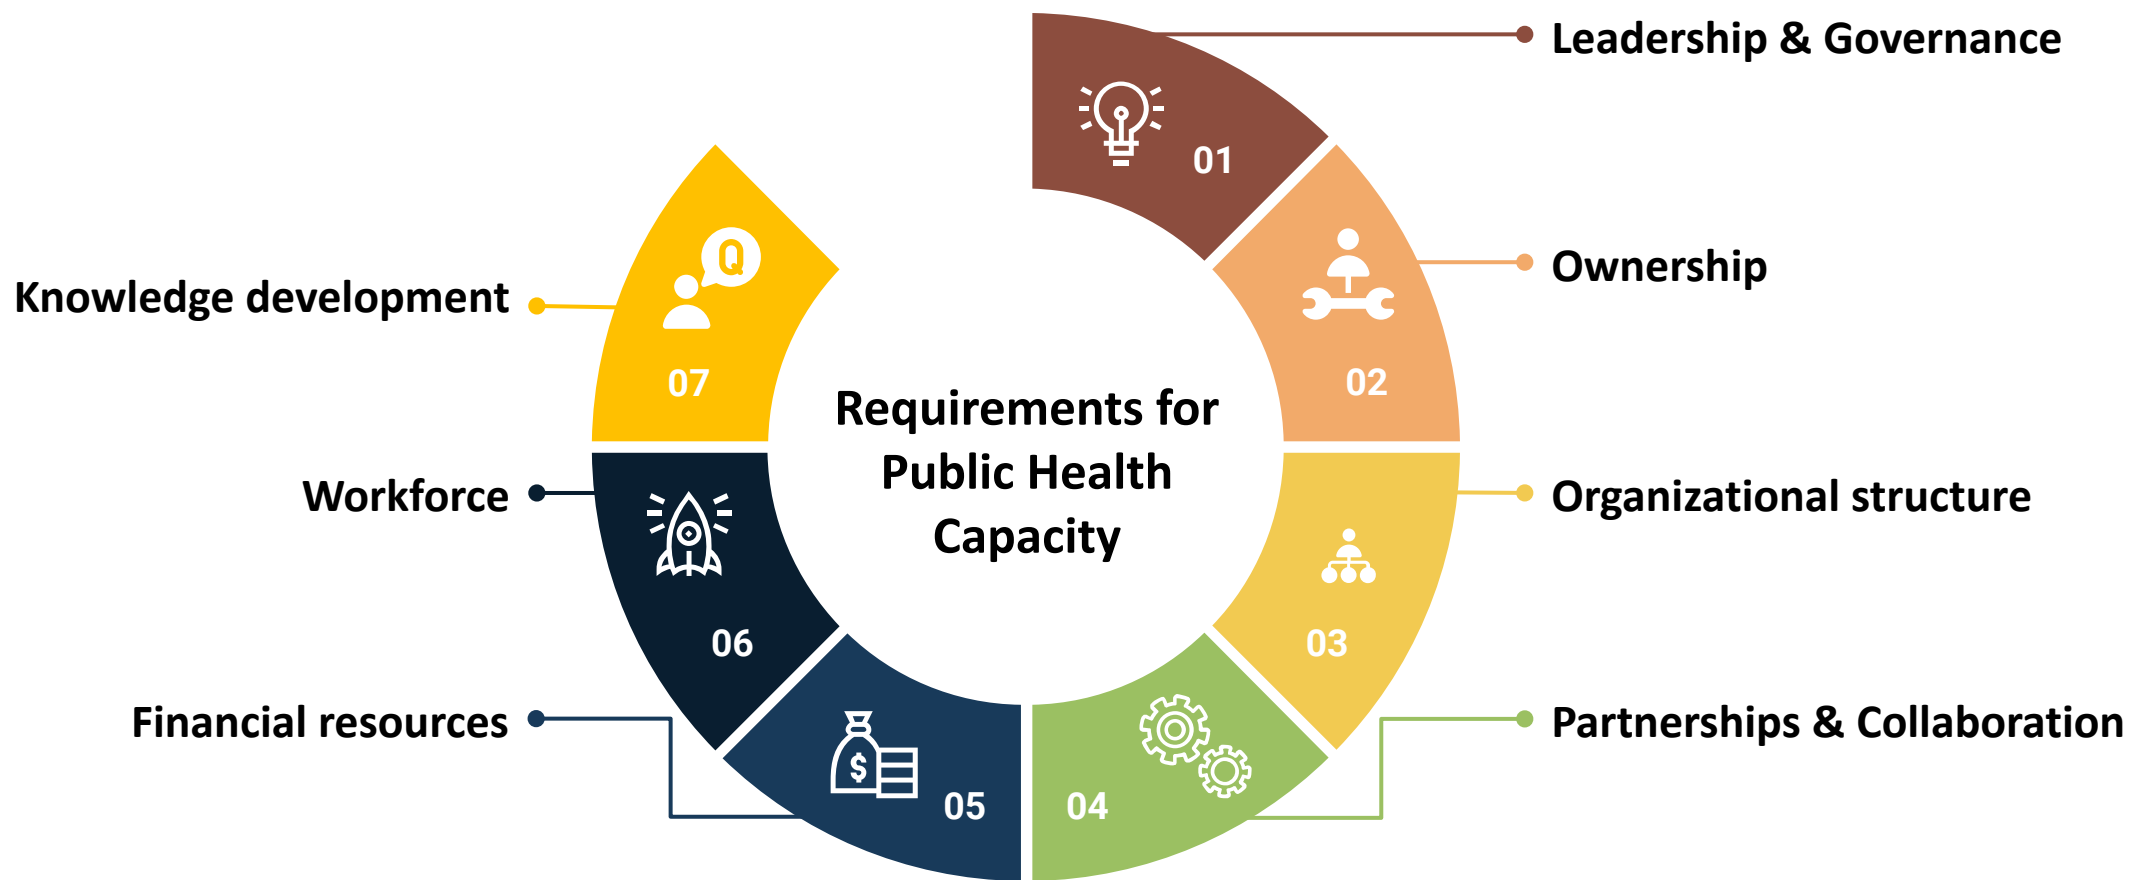 Leadership & Governance
01
Ownership
02
Organizational structure
03
Partnerships & Collaboration
04
Financial resources
$
05
Workforce
06
Knowledge development
Q
07
Requirements for
Public Health
Capacity